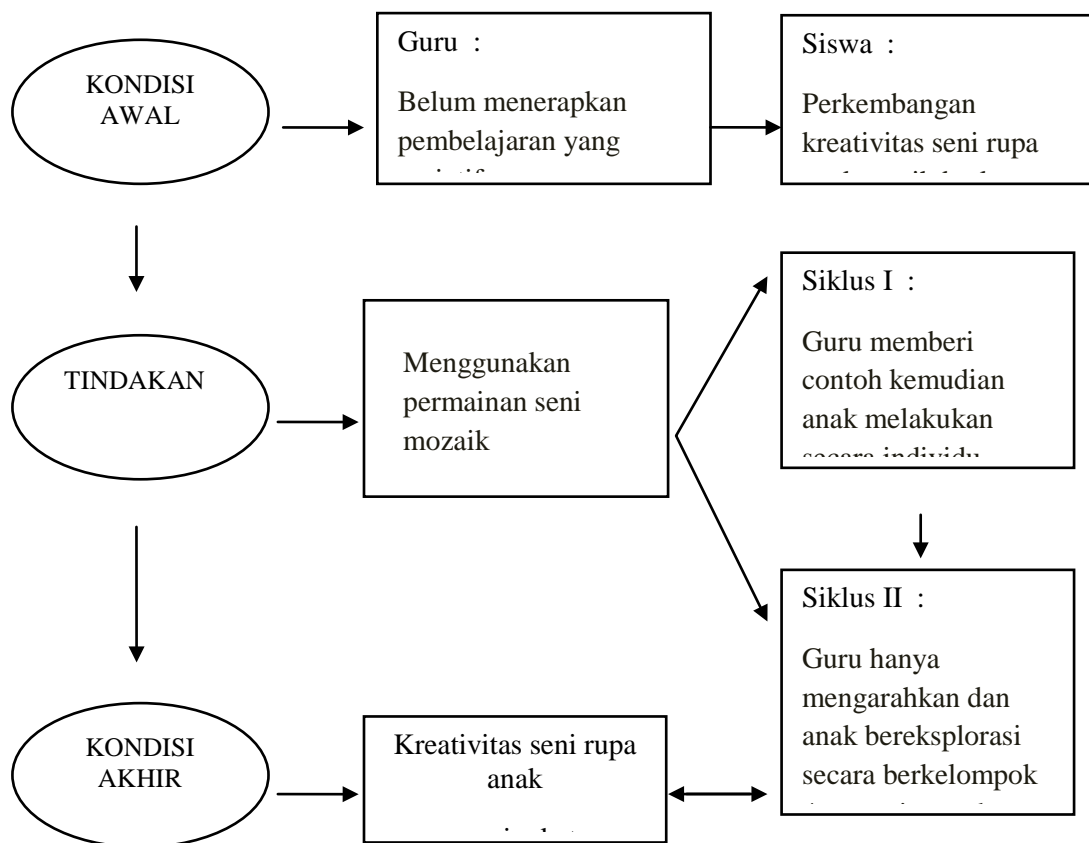 KONDISI
AWAL
Guru :
Belum menerapkan
pembelajaran yang
Siswa :
Perkembangan
kreativitas seni rupa
TINDAKAN
Menggunakan
permainan seni
mozaik
Siklus I :
Guru memberi
contoh kemudian
anak melakukan
secara individu
Siklus II :
Guru hanya
mengarahkan dan
anak bereksplorasi
secara berkelompok
KONDISI
AKHIR
Kreativitas seni rupa
anak